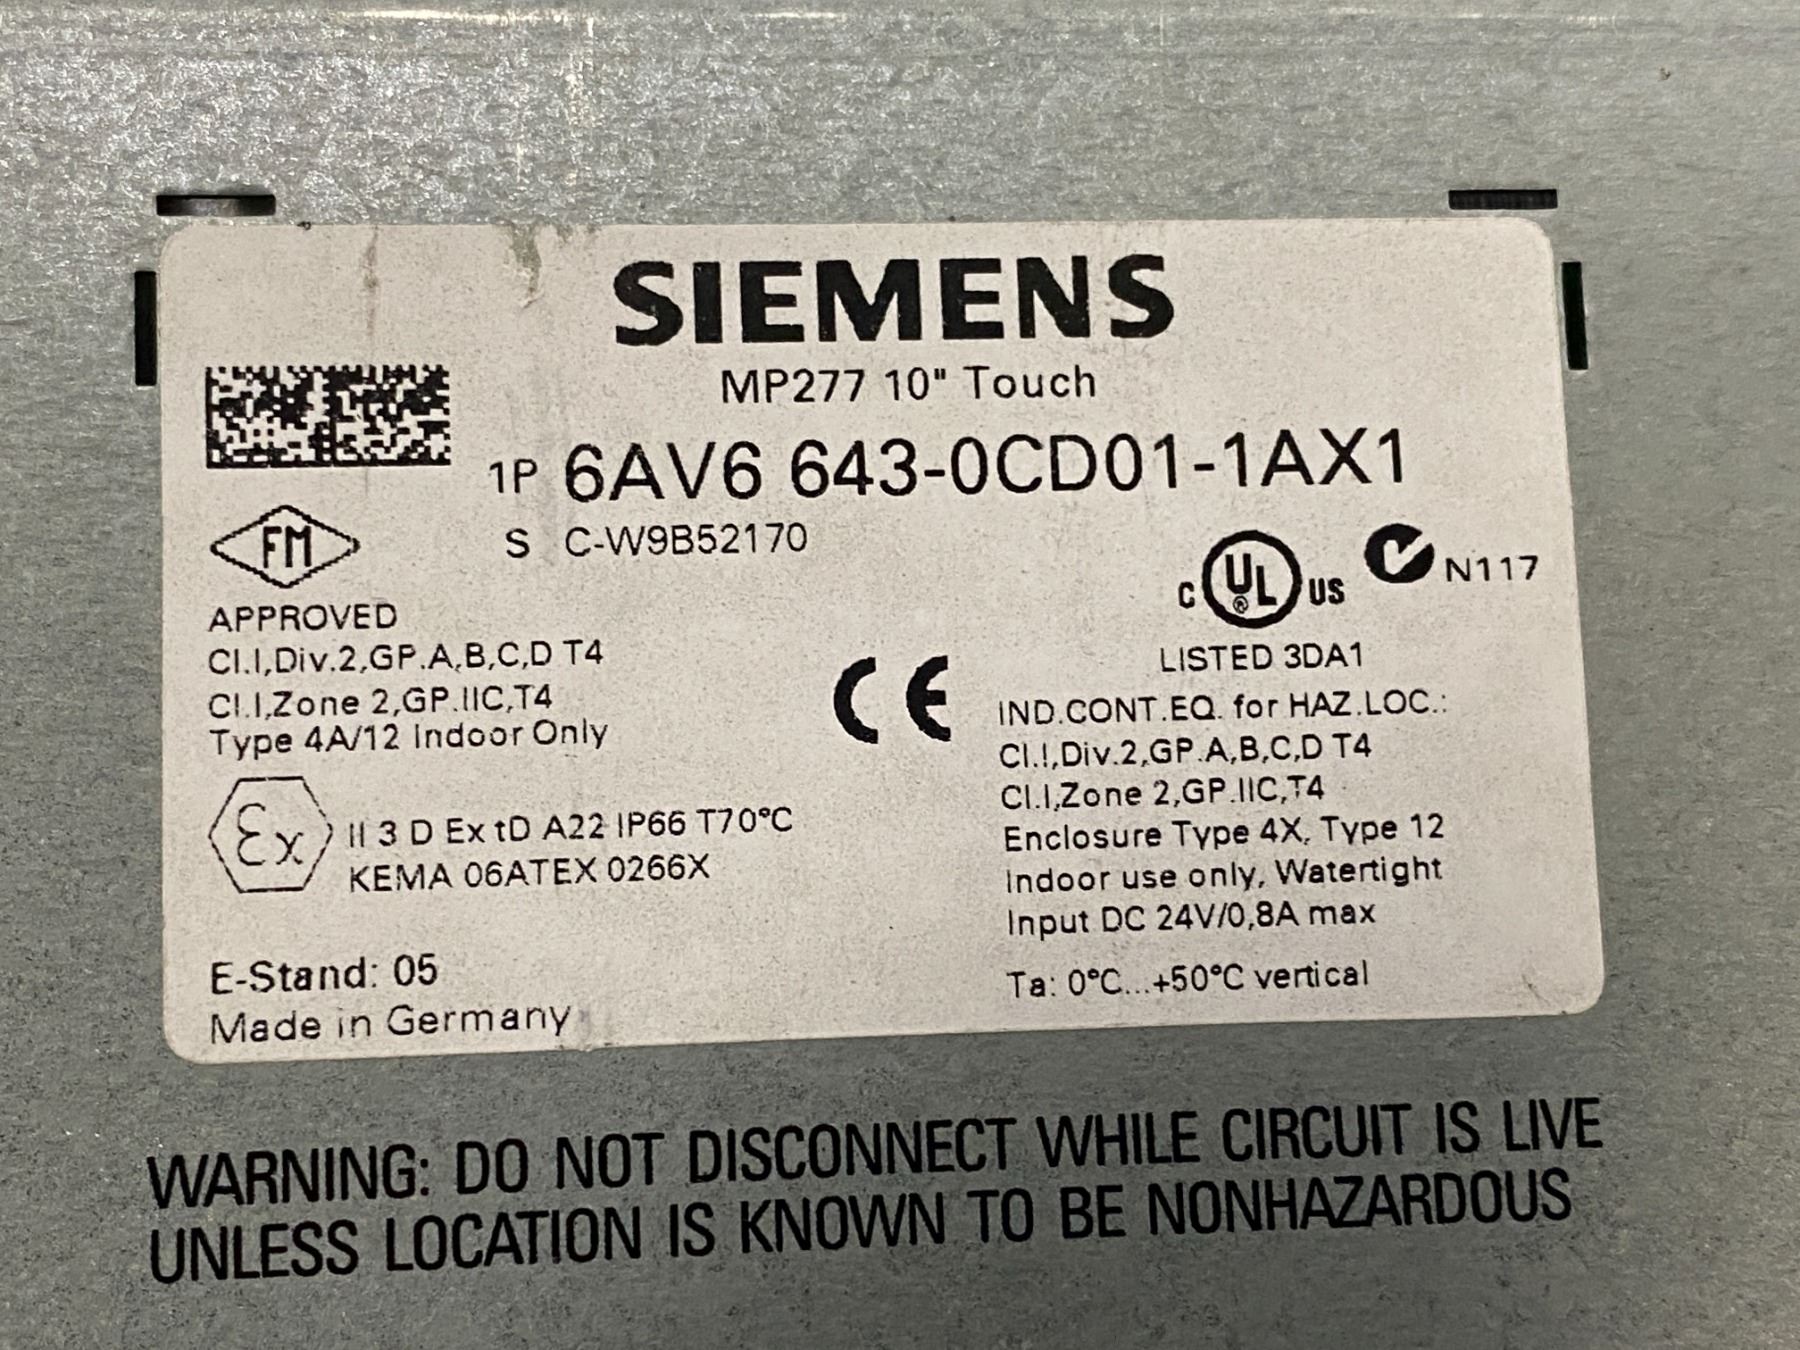 SIEMENS
MP277 10" Touch
1P 6AV6 643-0CD01-1AX1
S C-W9B52170
FM
APPROVED
Cl.I,Div.2,GP.A,B,C,D T4
Cl.I,Zone 2,GP.IIC,T4
Type 4A/12 Indoor Only
Ex II 3 D Ex tD A22 IP66 T70°C
KEMA 06ATEX 0266X
E-Stand: 05
Made in Germany
CE
C UL ® US N117
LISTED 3DA1
IND.CONT.EQ. for HAZ.LOC.:
Cl.I,Div.2,GP.A,B,C,D T4
Cl.I,Zone 2,GP.IIC,T4
Enclosure Type 4X, Type 12
Indoor use only, Watertight
Input DC 24V/0,8A max
Ta: 0°C...+50°C vertical
WARNING: DO NOT DISCONNECT WHILE CIRCUIT IS LIVE
UNLESS LOCATION IS KNOWN TO BE NONHAZARDOUS